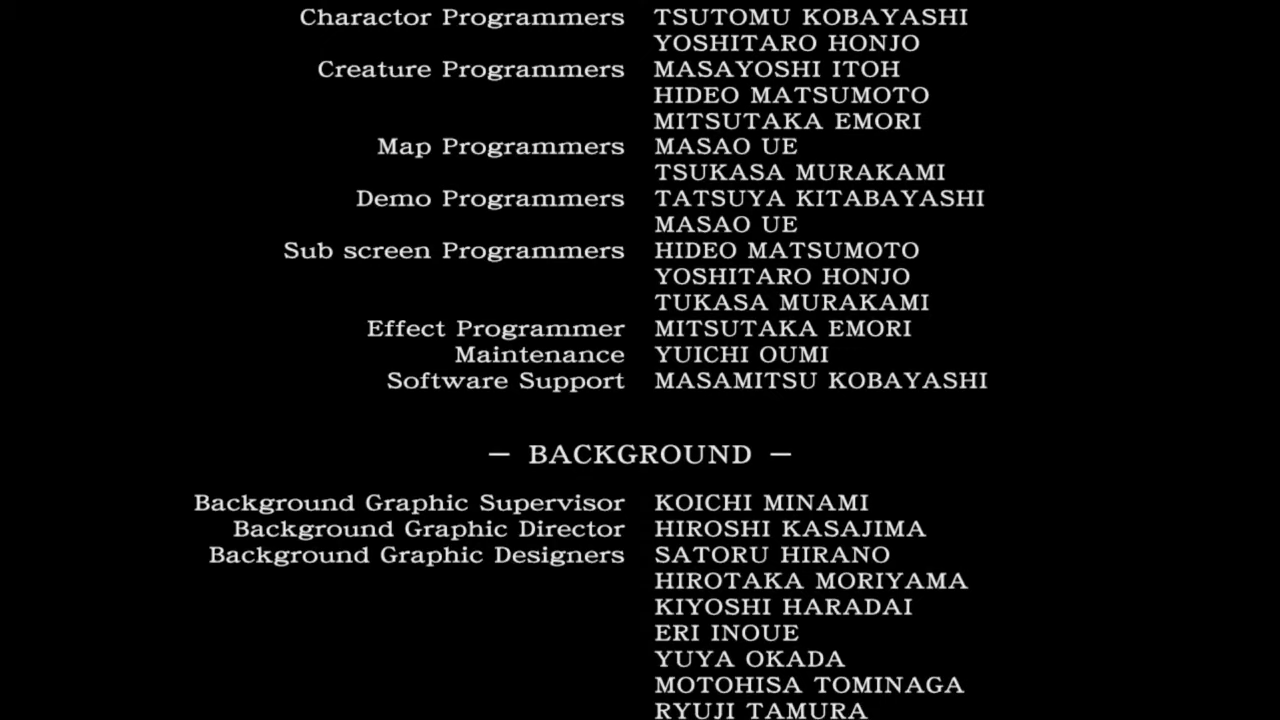 Charactor Programmers TSUTOMU KOBAYASHI
YOSHITARO HONJO
Creature Programmers MASAYOSHI ITOH
HIDEO MATSUMOTO
MITSUTAKA EMORI
Map Programmers MASAO UE
TSUKASA MURAKAMI
Demo Programmers TATSUYA KITABAYASHI
MASAO UE
Sub screen Programmers HIDEO MATSUMOTO
YOSHITARO HONJO
TUKASA MURAKAMI
Effect Programmer MITSUTAKA EMORI
Maintenance YUICHI OUMI
Software Support MASAMITSU KOBAYASHI
— BACKGROUND —
Background Graphic Supervisor KOICHI MINAMI
Background Graphic Director HIROSHI KASAJIMA
Background Graphic Designers SATORU HIRANO
HIROTAKA MORIYAMA
KIYOSHI HARADAI
ERI INOUE
YUYA OKADA
MOTOHISA TOMINAGA
RYUJI TAMURA